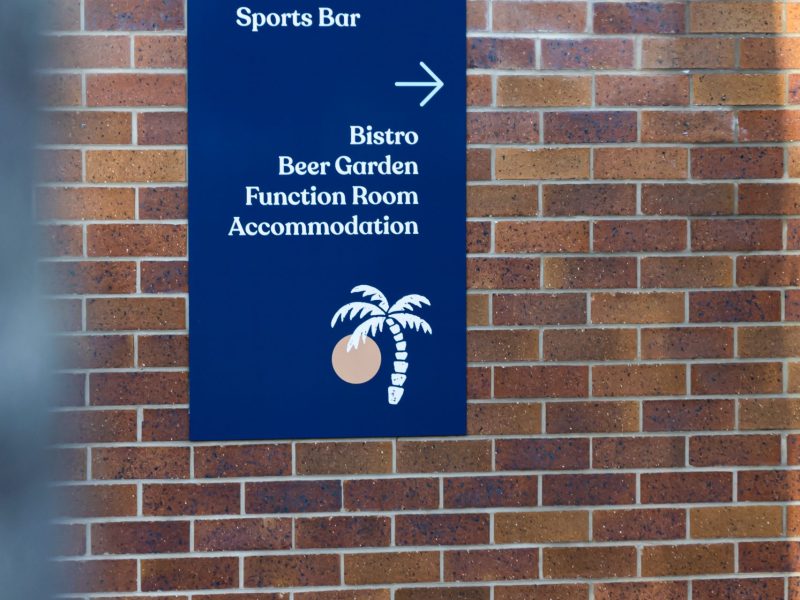 Sports Bar
Bistro
Beer Garden
Function Room
Accommodation